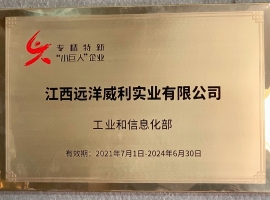 专精特新
“小巨人”企业
江西远洋威利实业有限公司
工业和信息化部
有效期：2021年7月1日-2024年6月30日